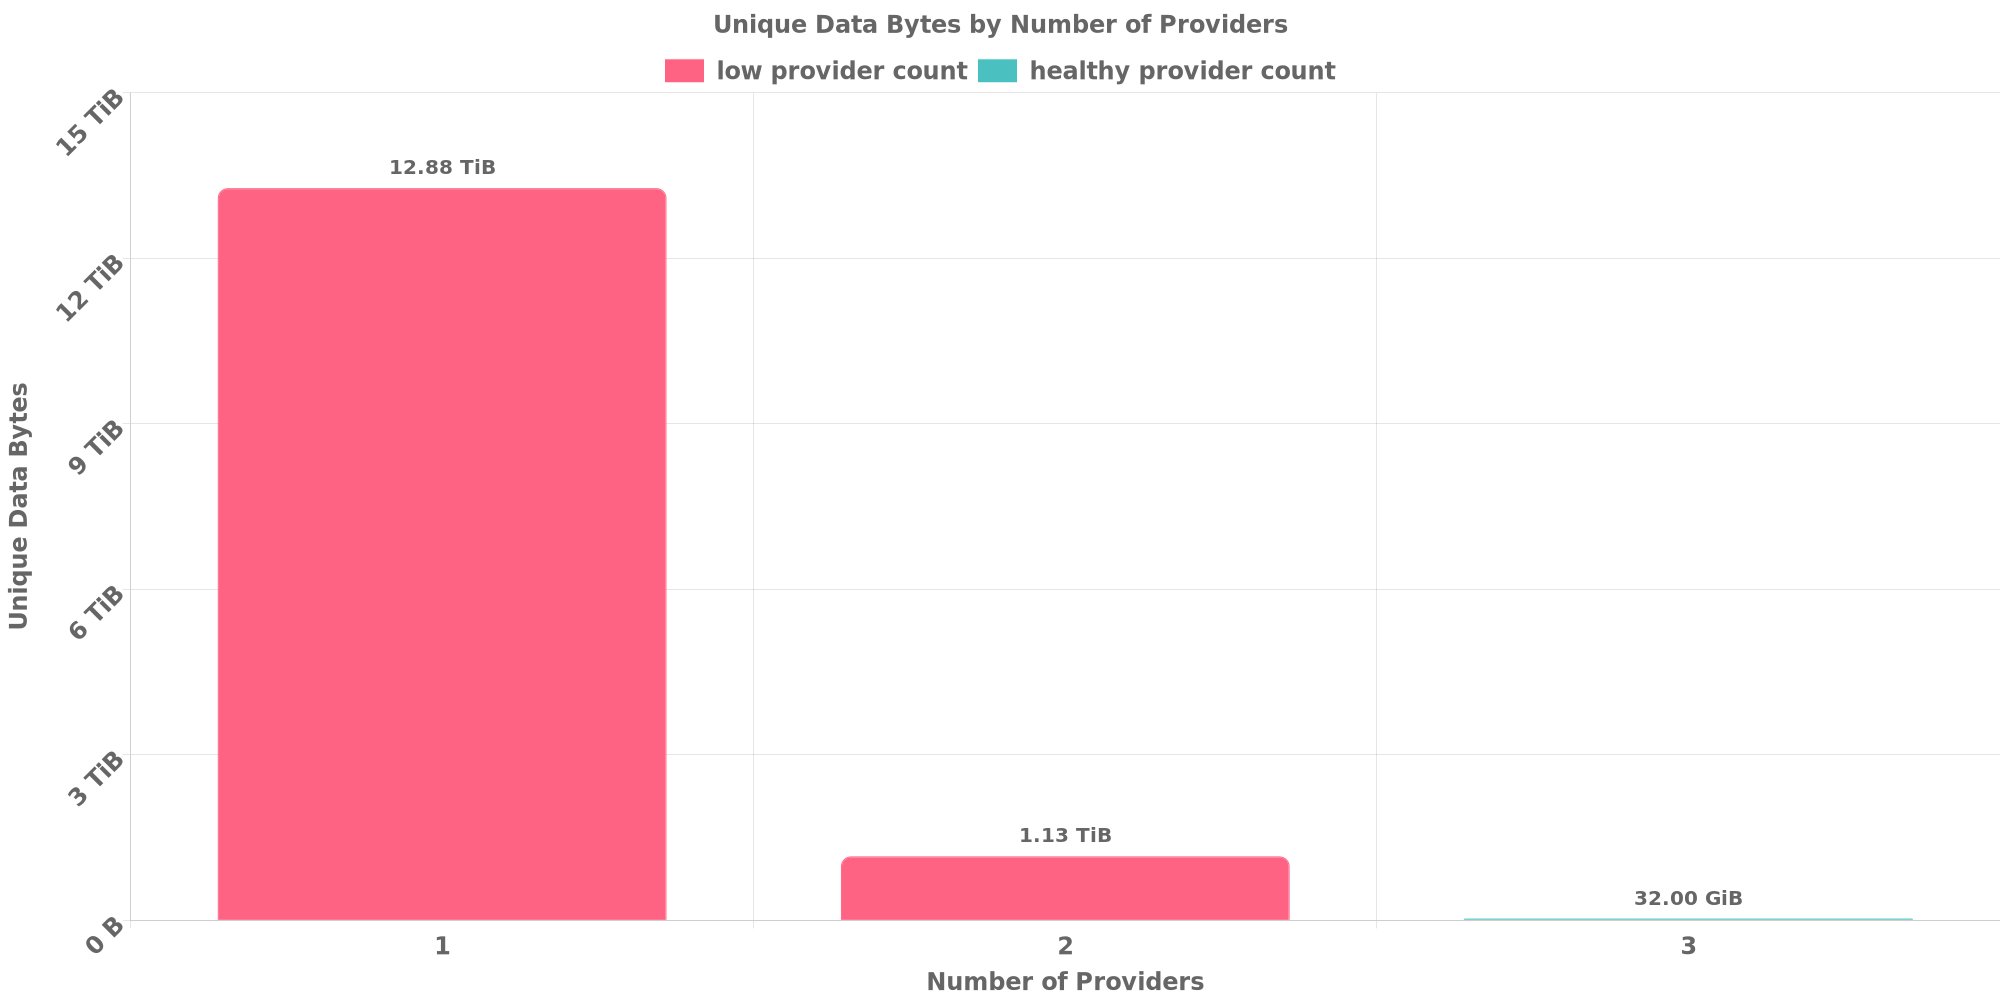 Unique Data Bytes by Number of Providers
low provider count healthy provider count
15 TiB
12.88 TiB
12 TiB
9 TiB
6 TiB
3 TiB
1.13 TiB
32.00 GiB
0 B
Unique Data Bytes
1 2 3
Number of Providers